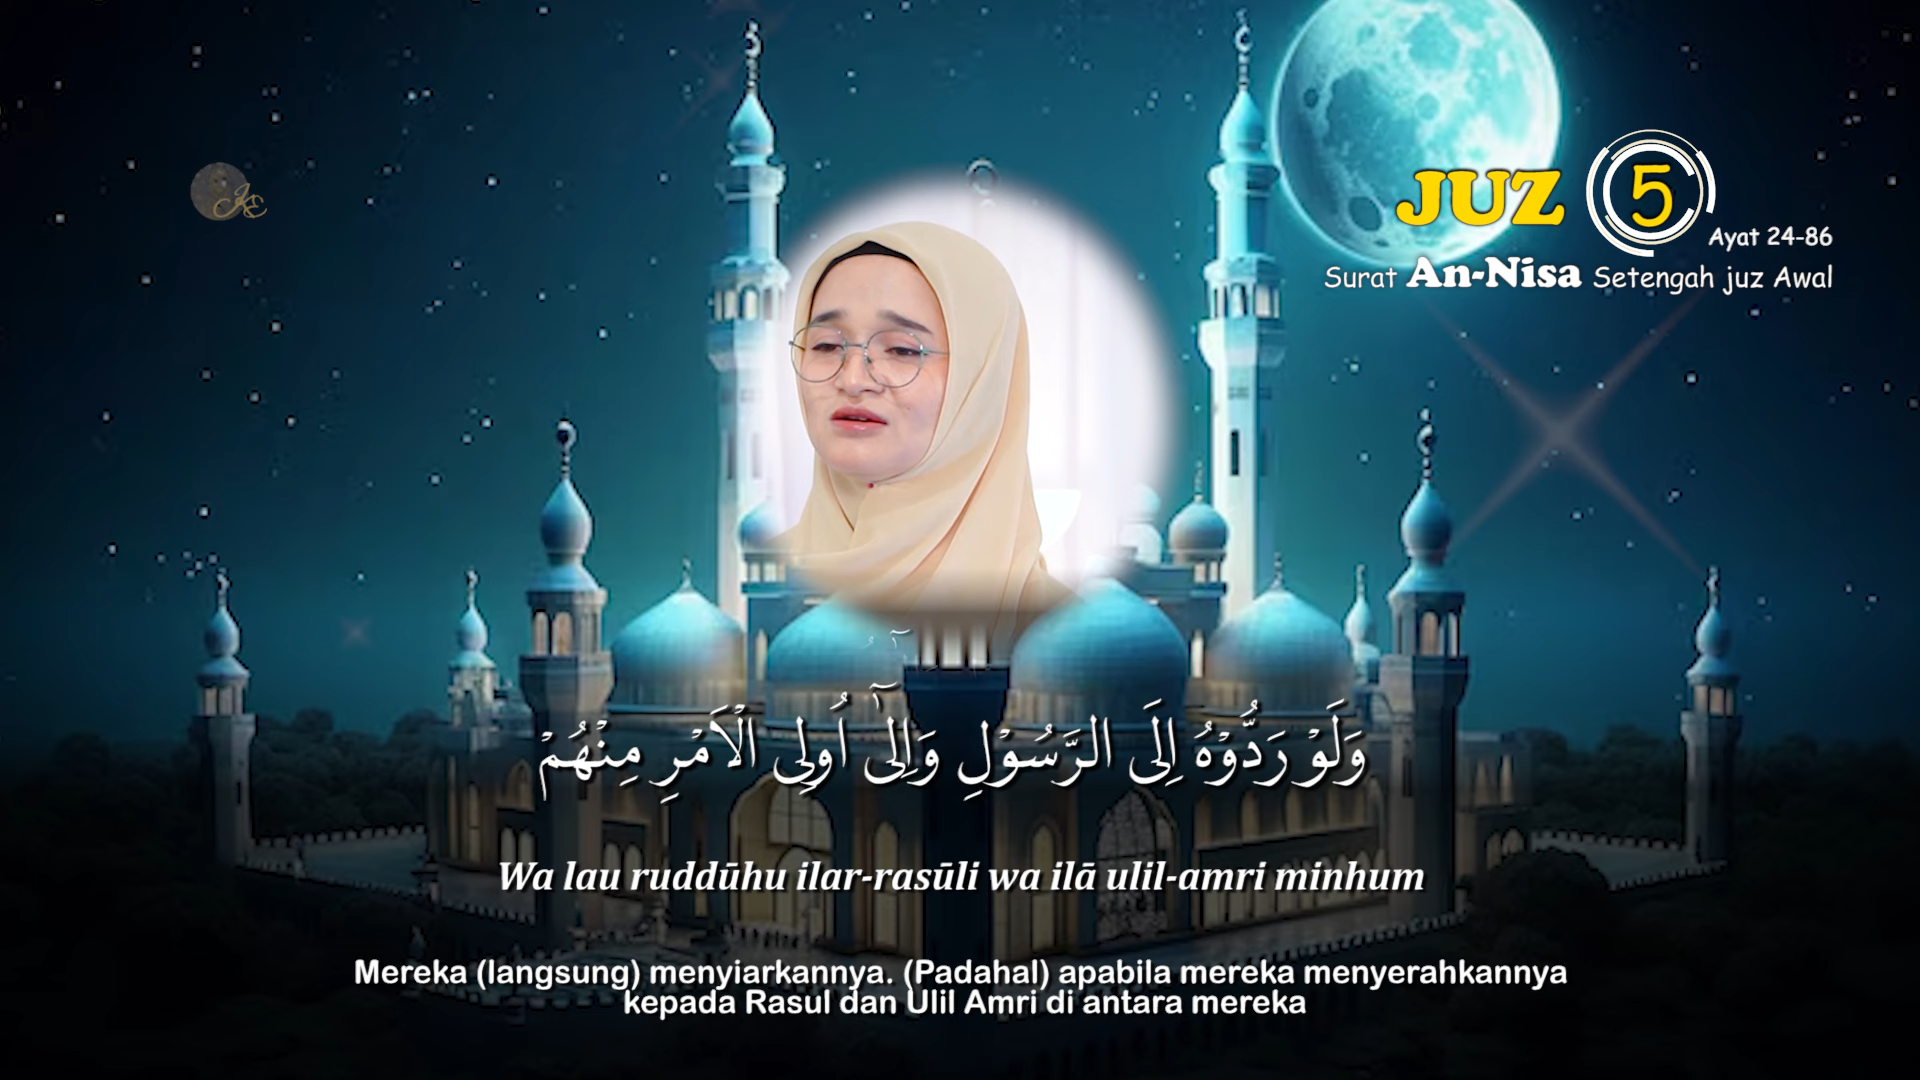 JUZ 5
Ayat 24-86
Surat An-Nisa Setengah juz Awal
وَلَوْ رَدُّوْهُ اِلَى الرَّسُوْلِ وَاِلٰٓى اُولِى الْاَمْرِ مِنْهُمْ
Wa lau ruddūhu ilar-rasūli wa ilā ulil-amri minhum
Mereka (langsung) menyiarkannya. (Padahal) apabila mereka menyerahkannya
kepada Rasul dan Ulil Amri di antara mereka